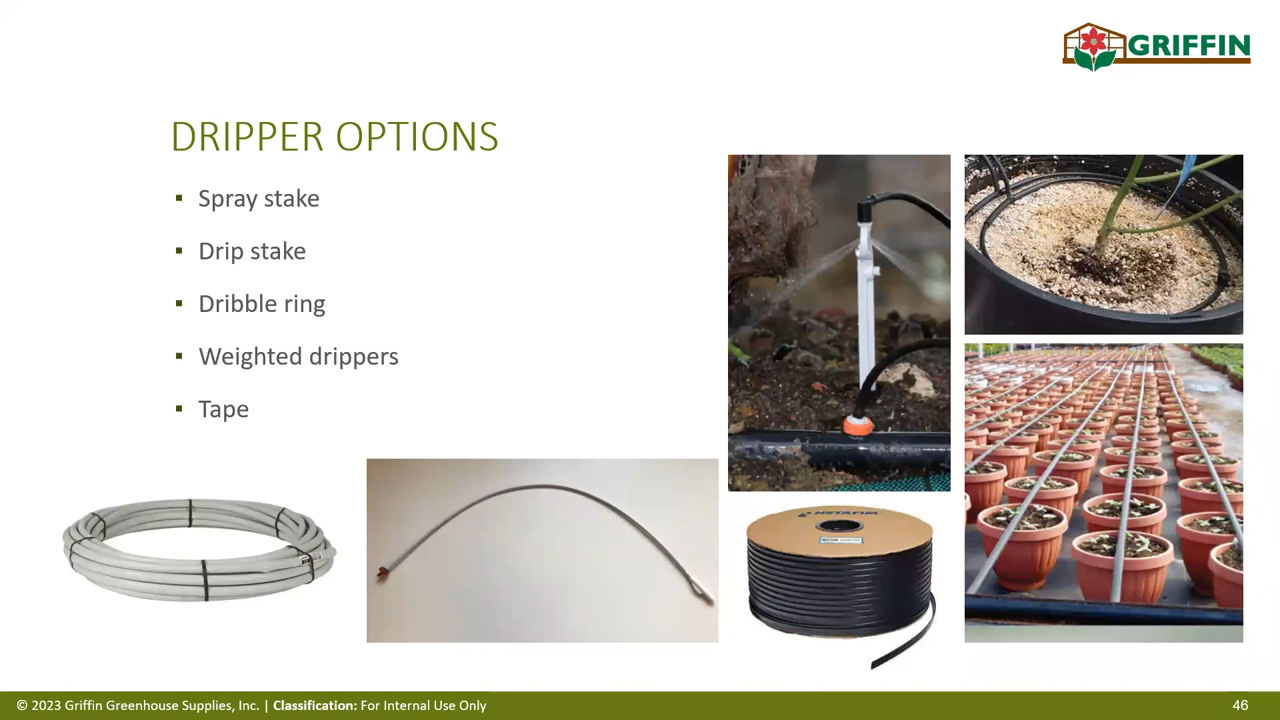 GRIFFIN
DRIPPER OPTIONS
▪ Spray stake
▪ Drip stake
▪ Dribble ring
▪ Weighted drippers
▪ Tape
NETAFIM
© 2023 Griffin Greenhouse Supplies, Inc. | Classification: For Internal Use Only
46